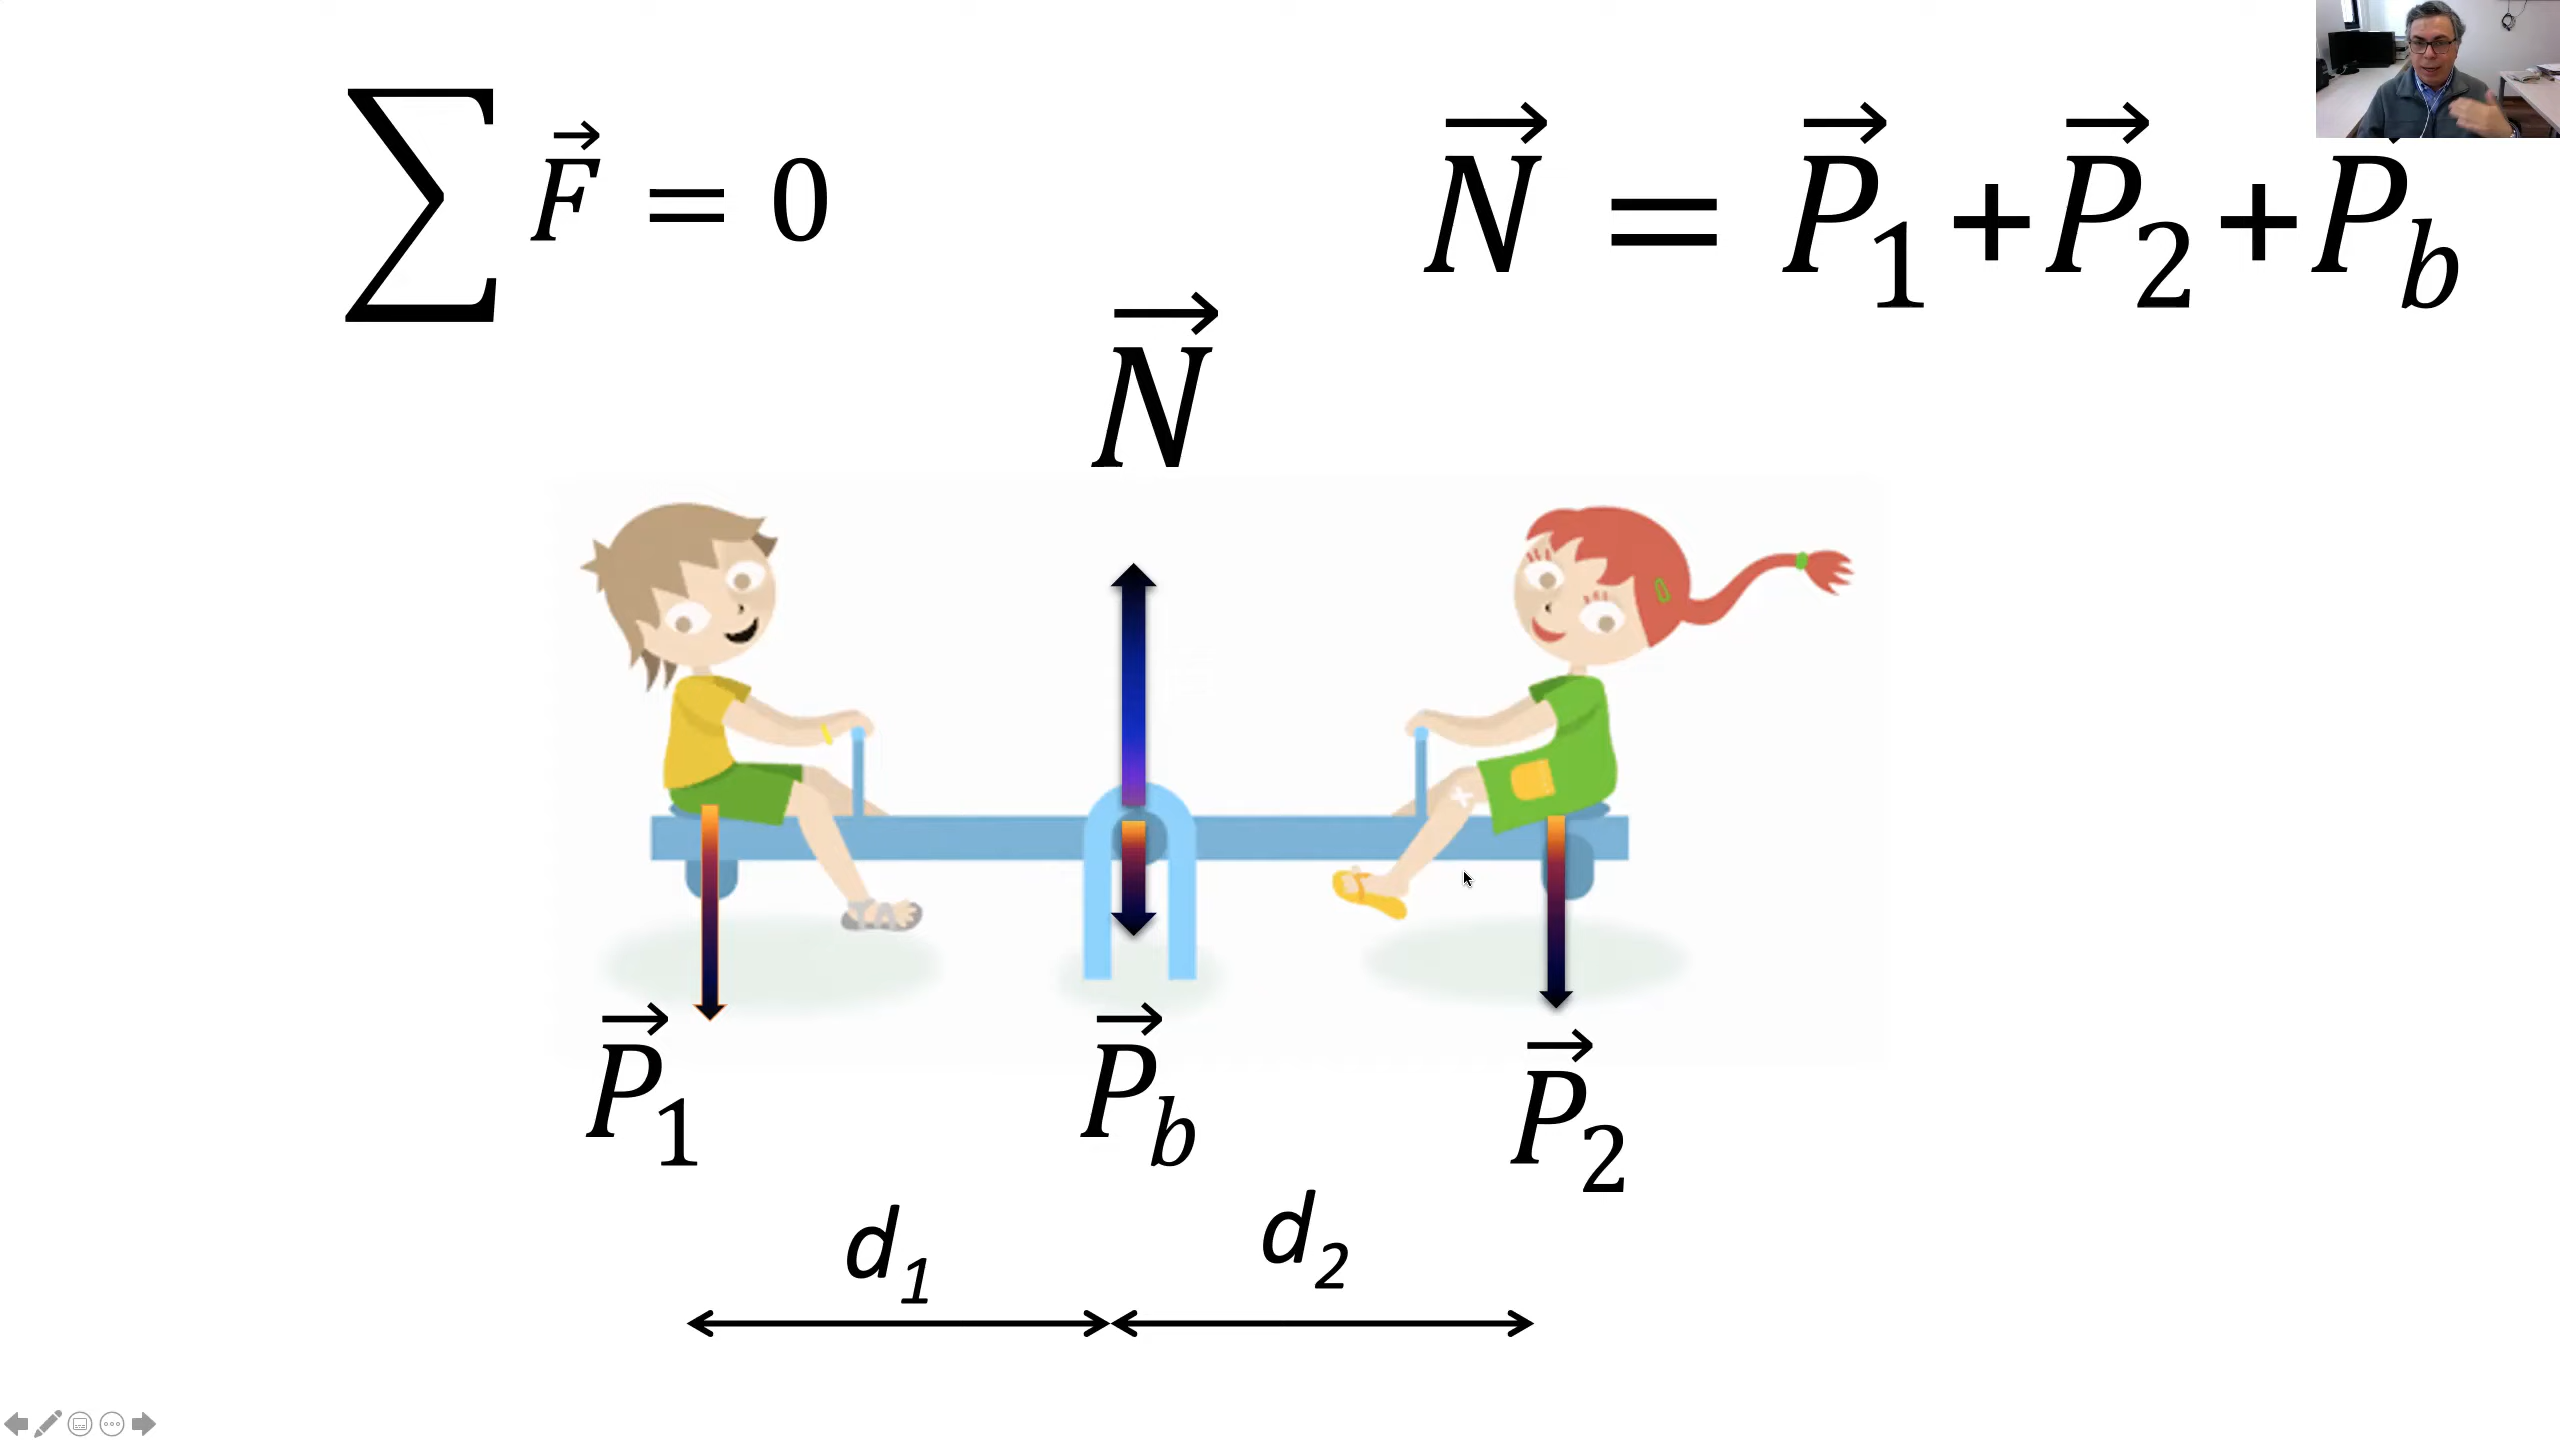 ∑ F⃗ = 0
N⃗ = P⃗₁+P⃗₂+P⃗_b
N⃗
P⃗₁
P⃗_b
P⃗₂
d₁
d₂